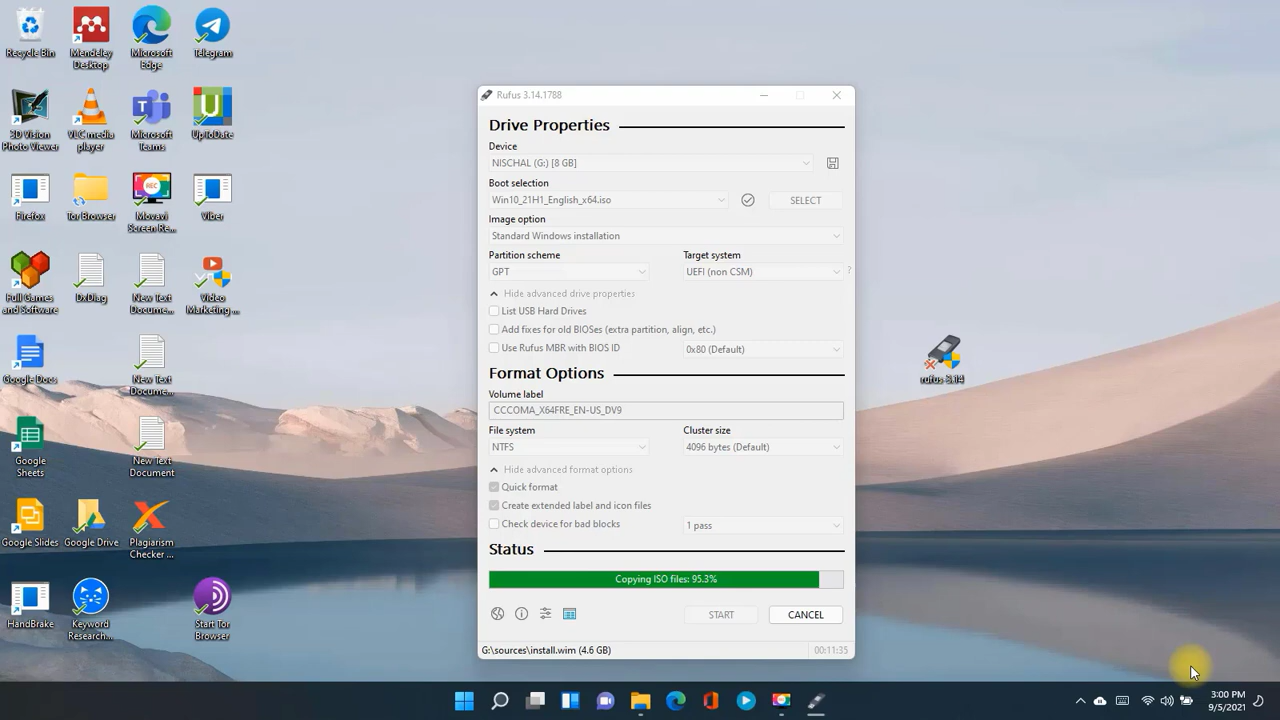 Recycle Bin
Mendeley
Desktop
Microsoft
Edge
Telegram
3D Vision
Photo Viewer
VLC media
player
Microsoft
Teams
UpToDate
Firefox
Tor Browser
REC
Movavi
Screen Re...
Viber
Full Games
and Software
DxDiag
New Text
Docume...
Video
Marketing ...
Google Docs
New Text
Docume...
Google
Sheets
New Text
Document
Google Slides
Google Drive
Plagiarism
Checker ...
HandBrake
Keyword
Research...
Start Tor
Browser
Rufus 3.14.1788
Drive Properties
Device
NISCHAL (G:) [8 GB]
Boot selection
Win10_21H1_English_x64.iso
SELECT
Image option
Standard Windows installation
Partition scheme
Target system
GPT
UEFI (non CSM)
?
Hide advanced drive properties
List USB Hard Drives
Add fixes for old BIOSes (extra partition, align, etc.)
Use Rufus MBR with BIOS ID
0x80 (Default)
Format Options
Volume label
CCCOMA_X64FRE_EN-US_DV9
File system
Cluster size
NTFS
4096 bytes (Default)
Hide advanced format options
Quick format
Create extended label and icon files
Check device for bad blocks
1 pass
Status
Copying ISO files: 95.3%
START
CANCEL
G:\sources\install.wim (4.6 GB)
00:11:35
rufus-3.14
3:00 PM
9/5/2021